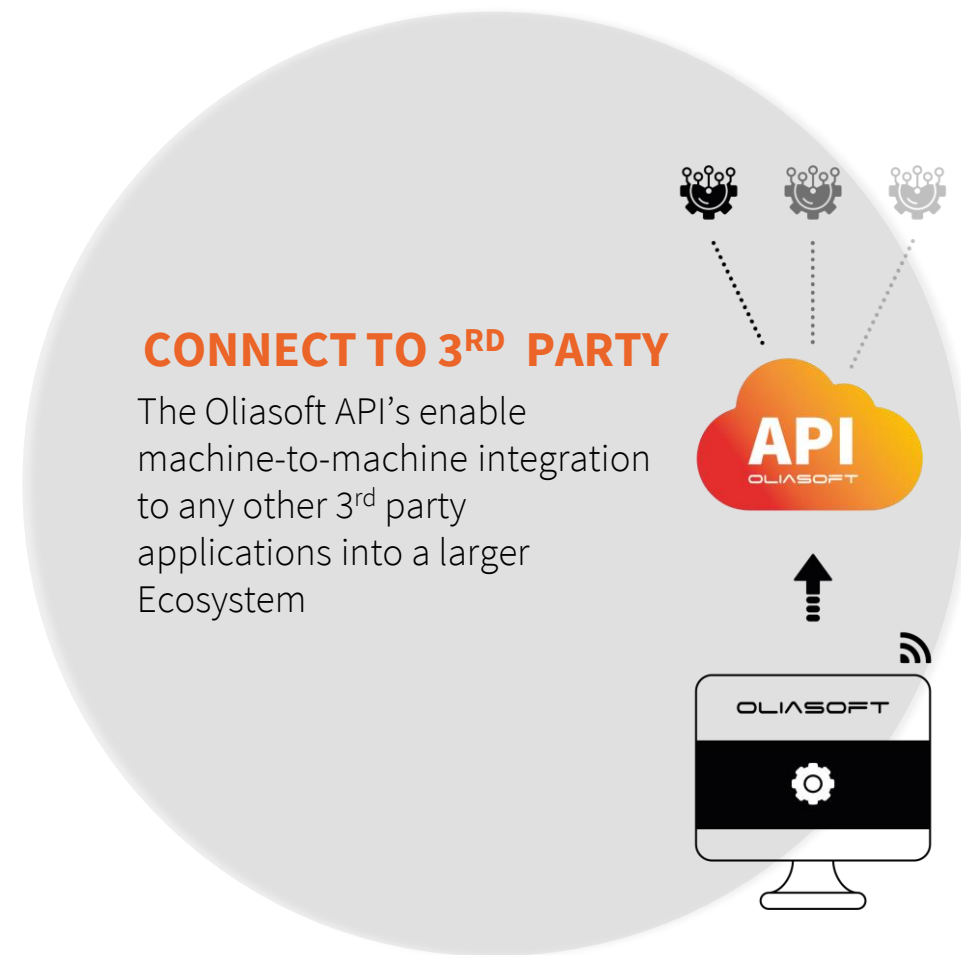 CONNECT TO 3RD PARTY
The Oliasoft API’s enable
machine-to-machine integration
to any other 3rd party
applications into a larger
Ecosystem
API
OLIASOFT
OLIASOFT